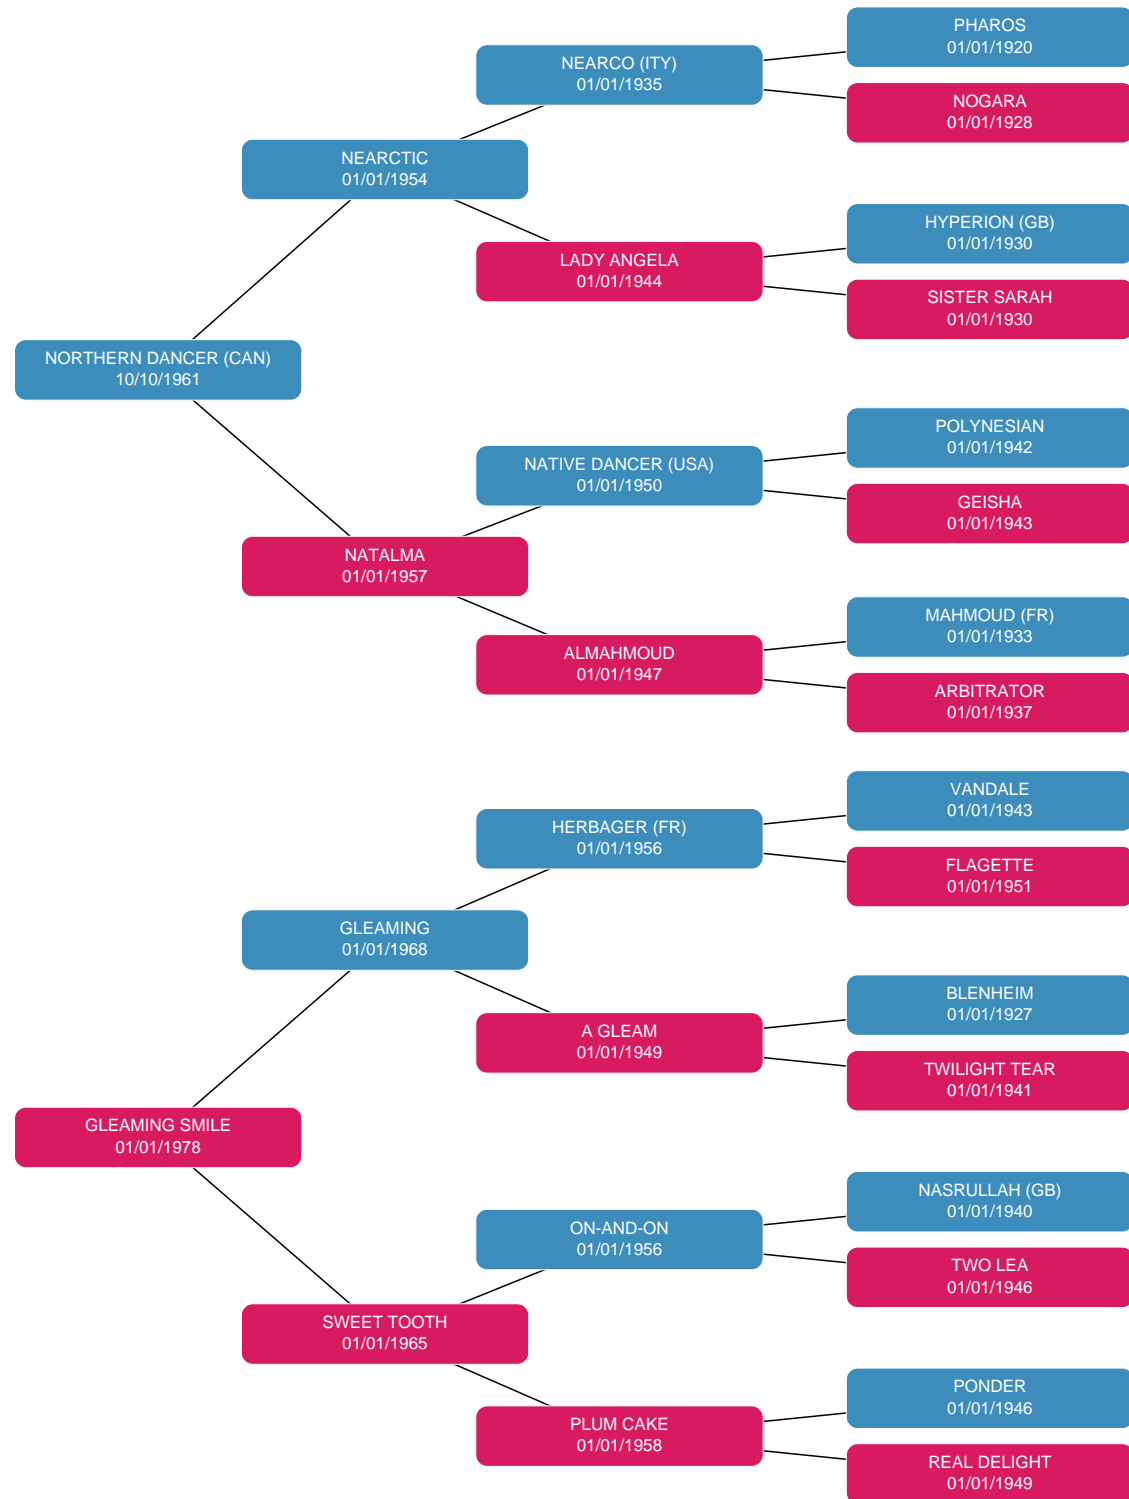 PHAROS
01/01/1920
NEARCO (ITY)
01/01/1935
NOGARA
01/01/1928
NEARCTIC
01/01/1954
HYPERION (GB)
01/01/1930
LADY ANGELA
01/01/1944
SISTER SARAH
01/01/1930
NORTHERN DANCER (CAN)
10/10/1961
POLYNESIAN
01/01/1942
NATIVE DANCER (USA)
01/01/1950
GEISHA
01/01/1943
NATALMA
01/01/1957
MAHMOUD (FR)
01/01/1933
ALMAHMOUD
01/01/1947
ARBITRATOR
01/01/1937
VANDALE
01/01/1943
HERBAGER (FR)
01/01/1956
FLAGETTE
01/01/1951
GLEAMING
01/01/1968
BLENHEIM
01/01/1927
A GLEAM
01/01/1949
TWILIGHT TEAR
01/01/1941
GLEAMING SMILE
01/01/1978
NASRULLAH (GB)
01/01/1940
ON-AND-ON
01/01/1956
TWO LEA
01/01/1946
SWEET TOOTH
01/01/1965
PONDER
01/01/1946
PLUM CAKE
01/01/1958
REAL DELIGHT
01/01/1949